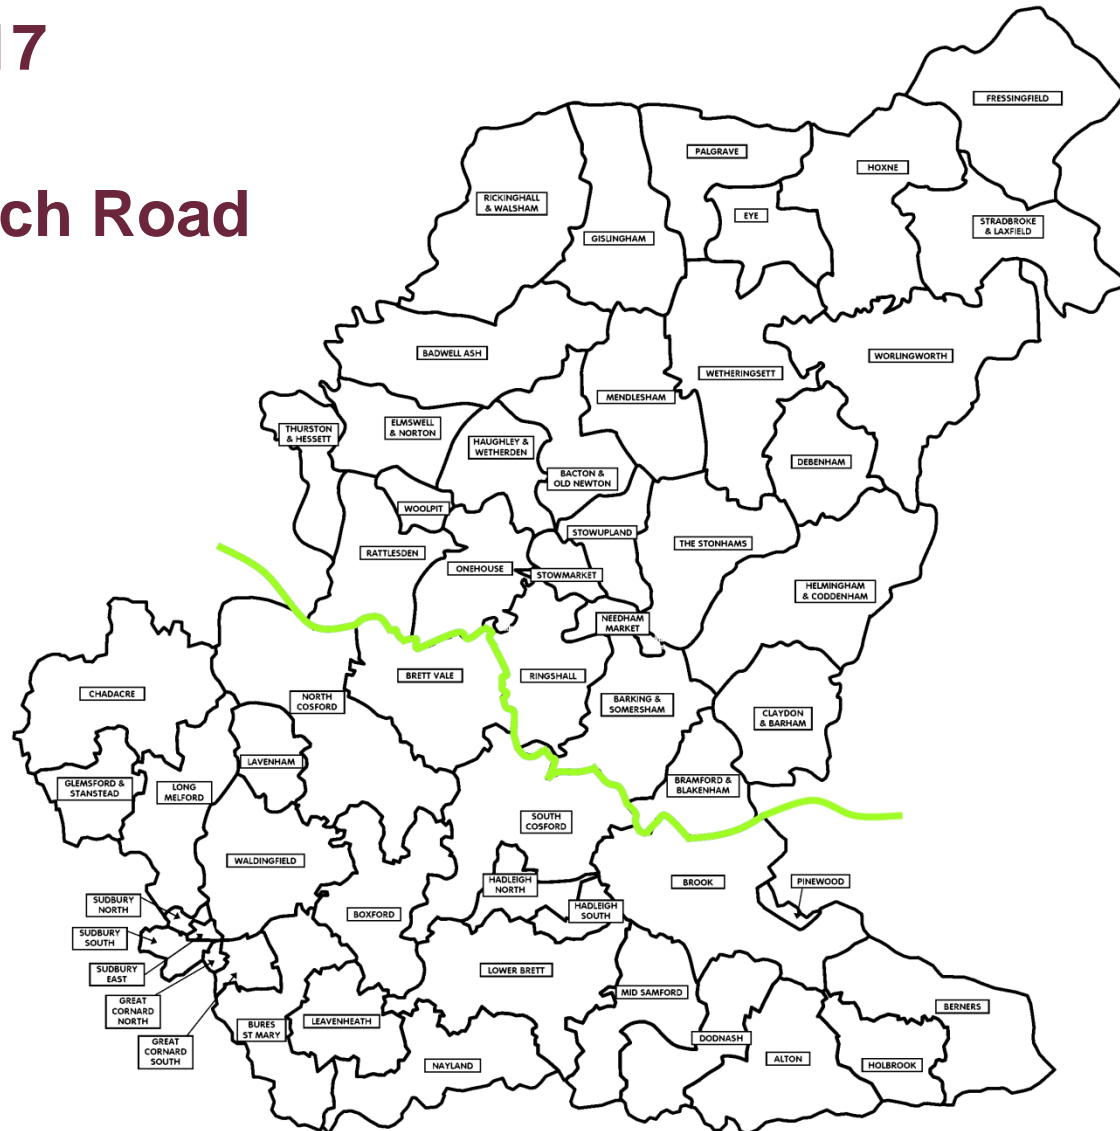 17
ch Road
FRESSINGFIELD
PALGRAVE
HOXNE
RICKINGHALL
& WALSHAM
EYE
STRADBROKE
& LAXFIELD
GISLINGHAM
BADWELL ASH
WORLINGWORTH
WETHERINGSETT
MENDLESHAM
THURSTON
& HESSETT
ELMSWELL
& NORTON
HAUGHLEY &
WETHERDEN
DEBENHAM
BACTON &
OLD NEWTON
WOOLPIT
STOWUPLAND
THE STONHAMS
RATTLESDEN
ONEHOUSE
STOWMARKET
HELMINGHAM
& CODDENHAM
NEEDHAM
MARKET
BRETT VALE
RINGSHALL
CHADACRE
NORTH
COSFORD
BARKING &
SOMERSHAM
CLAYDON
& BARHAM
LAVENHAM
GLEMSFORD &
STANSTEAD
LONG
MELFORD
BRAMFORD &
BLAKENHAM
SOUTH
COSFORD
WALDINGFIELD
HADLEIGH
NORTH
BROOK
PINEWOOD
SUDBURY
NORTH
BOXFORD
HADLEIGH
SOUTH
SUDBURY
SOUTH
SUDBURY
EAST
LOWER BRETT
MID SAMFORD
GREAT
CORNARD
NORTH
BERNERS
BURES
ST MARY
LEAVENHEATH
GREAT
CORNARD
SOUTH
DODNASH
NAYLAND
ALTON
HOLBROOK